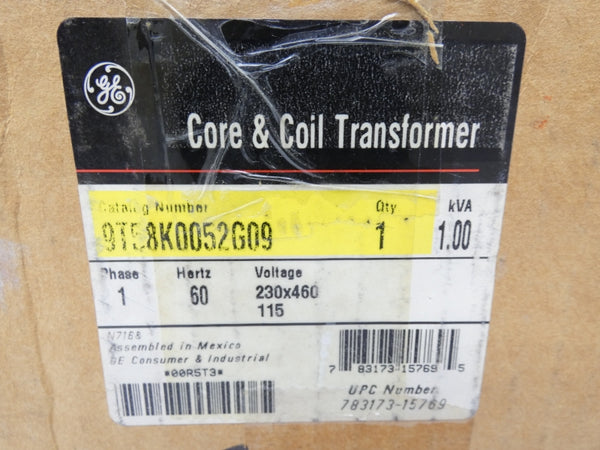 GE
Core & Coil Transformer
Catalog Number Qty kVA
9T58K0052G09 1 1.00
Phase Hertz Voltage
1 60 230x460
115
N7168
Assembled in Mexico
GE Consumer & Industrial
*00RST3*
7 83173-15769 5
UPC Number
783173-15769